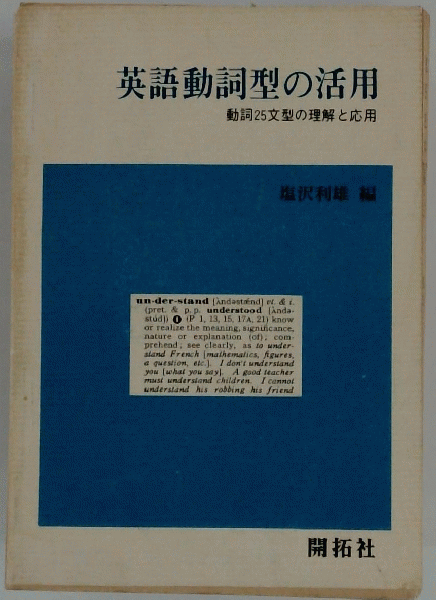 英語動詞型の活用
動詞25文型の理解と応用
塩沢利雄 編
un·der·stand [ʌ̀ndəstǽnd] vt. & i.
(pret. & p. p. understood [ʌ̀ndə-
stúd]) ❶ (P 1, 13, 15, 17A, 21) know
or realize the meaning, significance,
nature or explanation (of); com-
prehend; see clearly, as to under-
stand French [mathematics, figures,
a question, etc.]. I don't understand
you [what you say]. A good teacher
must understand children. I cannot
understand his robbing his friend
開拓社